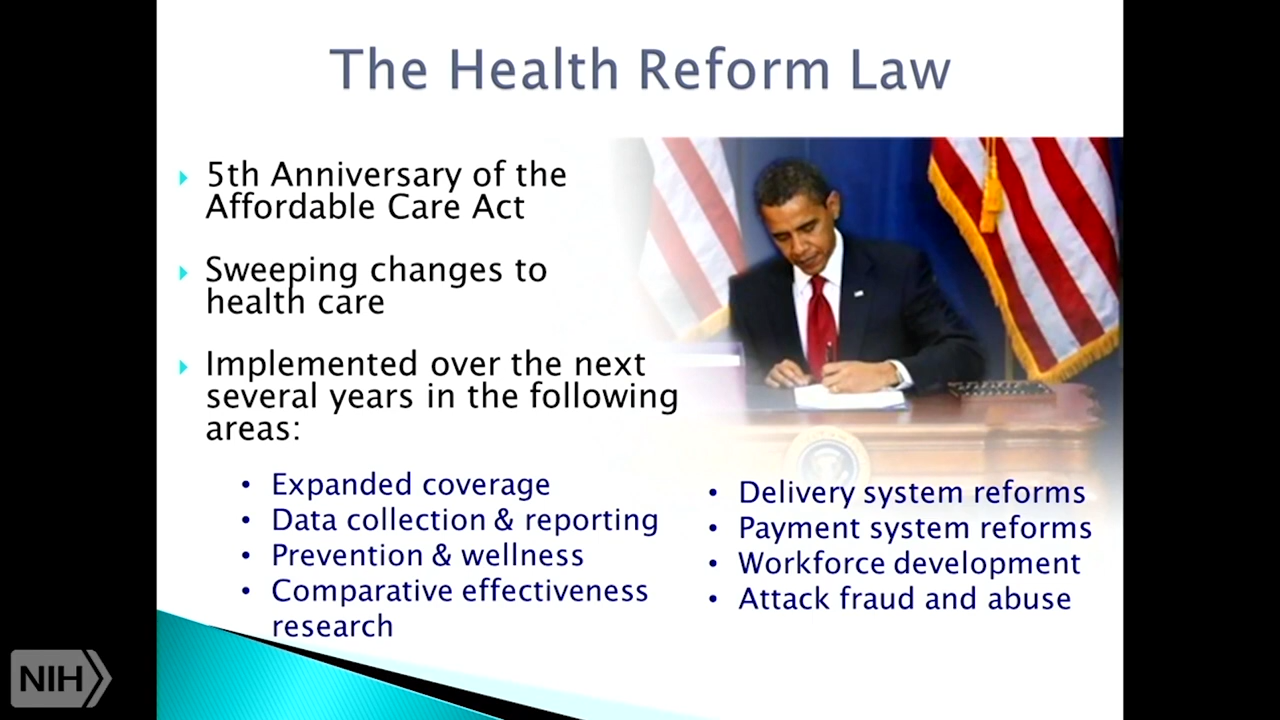 The Health Reform Law
5th Anniversary of the
Affordable Care Act
Sweeping changes to
health care
Implemented over the next
several years in the following
areas:
• Expanded coverage
• Data collection & reporting
• Prevention & wellness
• Comparative effectiveness
research
• Delivery system reforms
• Payment system reforms
• Workforce development
• Attack fraud and abuse
NIH